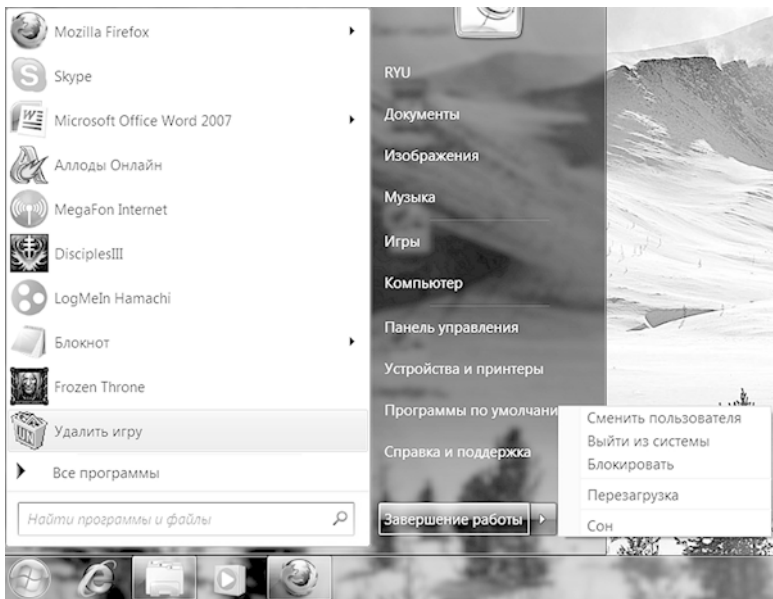 Mozilla Firefox
Skype
Microsoft Office Word 2007
Аллоды Онлайн
MegaFon Internet
DisciplesIII
LogMeIn Hamachi
Блокнот
Frozen Throne
Удалить игру
Все программы
Найти программы и файлы
RYU
Документы
Изображения
Музыка
Игры
Компьютер
Панель управления
Устройства и принтеры
Программы по умолчани
Справка и поддержка
Завершение работы
Сменить пользователя
Выйти из системы
Блокировать
Перезагрузка
Сон